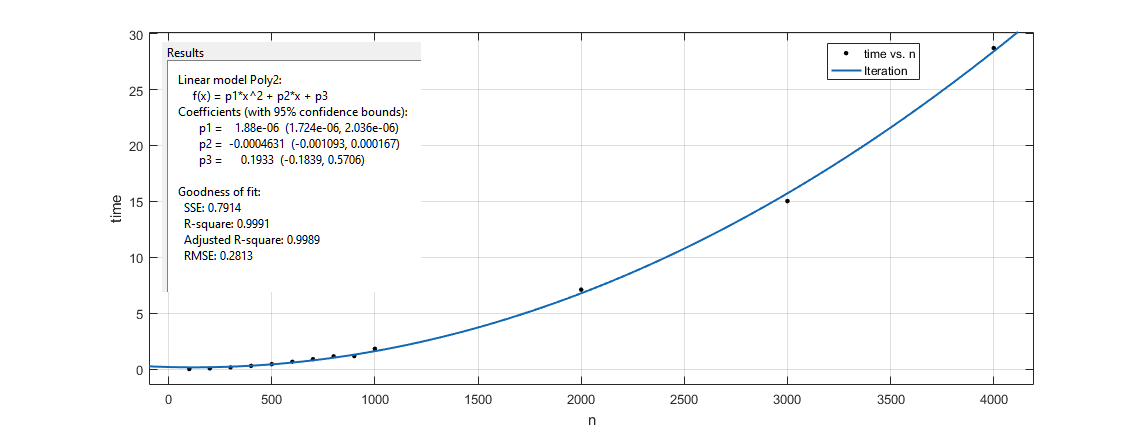 Results
Linear model Poly2:
f(x) = p1*x^2 + p2*x + p3
Coefficients (with 95% confidence bounds):
p1 = 1.88e-06 (1.724e-06, 2.036e-06)
p2 = -0.0004631 (-0.001093, 0.000167)
p3 = 0.1933 (-0.1839, 0.5706)
Goodness of fit:
SSE: 0.7914
R-square: 0.9991
Adjusted R-square: 0.9989
RMSE: 0.2813
time vs. n
Iteration
30
25
20
15
10
5
0
time
0 500 1000 1500 2000 2500 3000 3500 4000
n